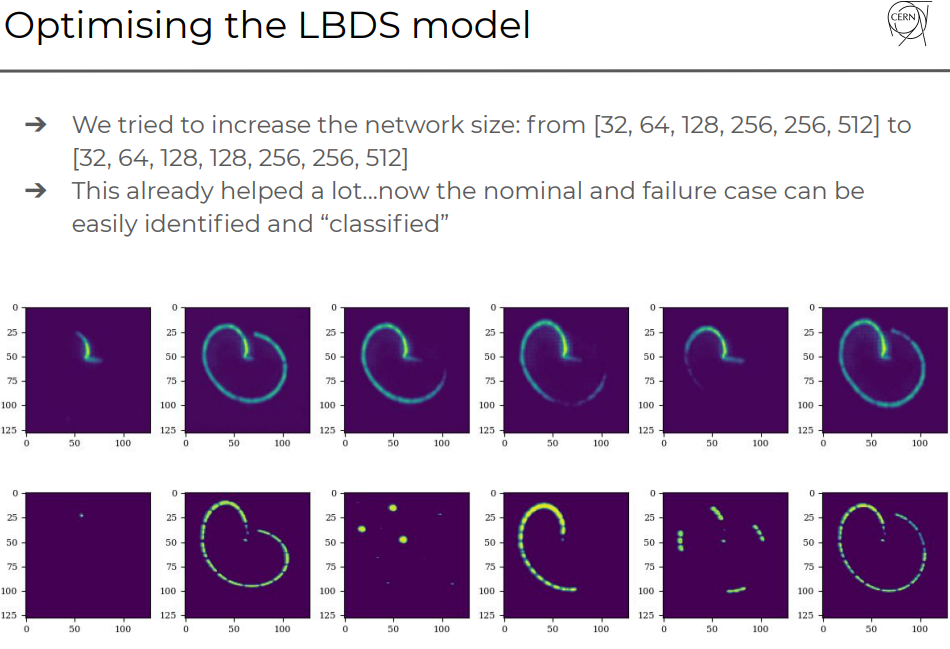 Optimising the LBDS model
CERN
➔ We tried to increase the network size: from [32, 64, 128, 256, 256, 512] to
[32, 64, 128, 128, 256, 256, 512]
➔ This already helped a lot...now the nominal and failure case can be
easily identified and “classified”
0 0 0 0 0 0
25 25 25 25 25 25
50 50 50 50 50 50
75 75 75 75 75 75
100 100 100 100 100 100
125 125 125 125 125 125
0 50 100 0 50 100 0 50 100 0 50 100 0 50 100 0 50 100
0 0 0 0 0 0
25 25 25 25 25 25
50 50 50 50 50 50
75 75 75 75 75 75
100 100 100 100 100 100
125 125 125 125 125 125
0 50 100 0 50 100 0 50 100 0 50 100 0 50 100 0 50 100